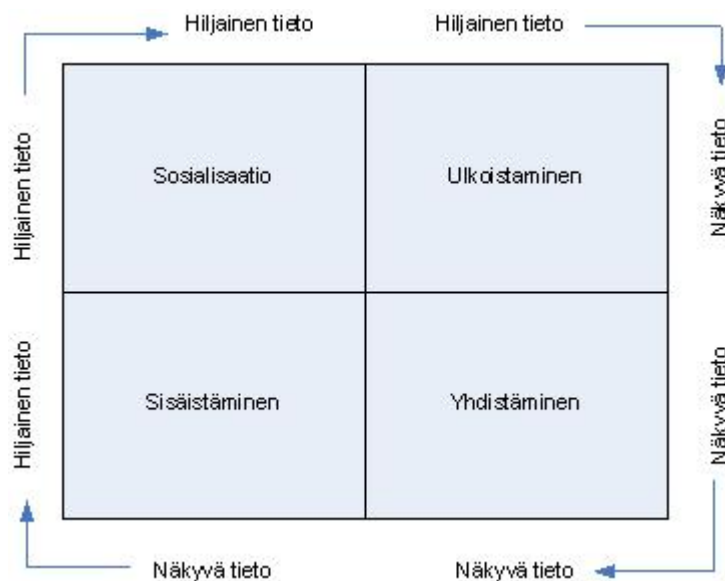 Hiljainen tieto
Hiljainen tieto
Hiljainen tieto
Näkyvä tieto
Sosialisaatio
Ulkoistaminen
Hiljainen tieto
Näkyvä tieto
Sisäistäminen
Yhdistäminen
Näkyvä tieto
Näkyvä tieto